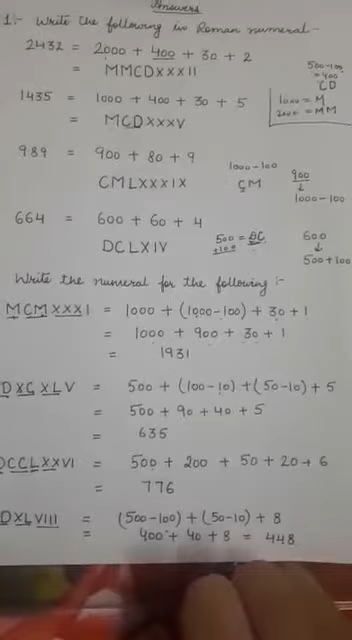 Answers
1:- Write the following in Roman numeral-
2432 = 2000 + 400 + 30 + 2
= MMCDXXXII
500-100
= 400
CD
1000 = M
2000 = MM
1435 = 1000 + 400 + 30 + 5
= MCDXXXV
989 = 900 + 80 + 9
CMLXXXIX
1000-100
CM
900
↓
1000-100
664 = 600 + 60 + 4
DCLXIV
500 = DC
+100
600
↓
500+100
Write the numeral for the following :-
MCMXXXI = 1000 + (1000-100) + 30 + 1
= 1000 + 900 + 30 + 1
= 1931
DXCXLV = 500 + (100-10) + (50-10) + 5
= 500 + 90 + 40 + 5
= 635
DCCLXXVI = 500 + 200 + 50 + 20 + 6
= 776
DXLVIII = (500-100) + (50-10) + 8
= 400 + 40 + 8 = 448